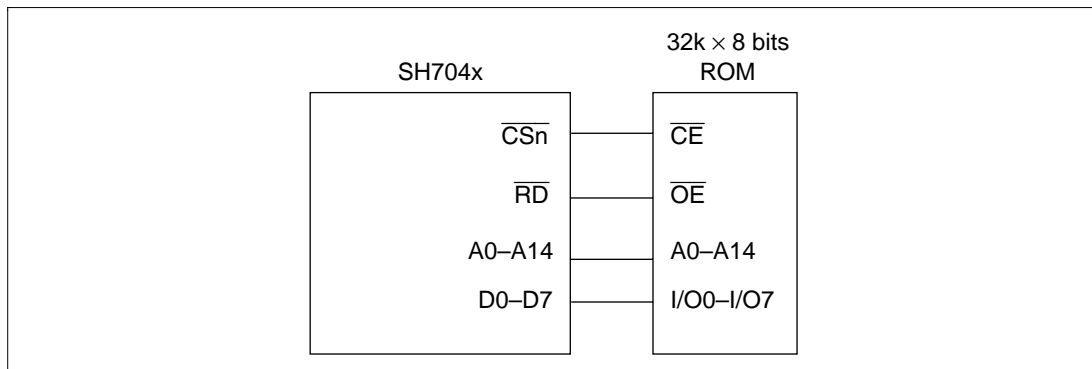 32k × 8 bits
SH704x ROM
CSn CE
RD OE
A0–A14 A0–A14
D0–D7 I/O0–I/O7